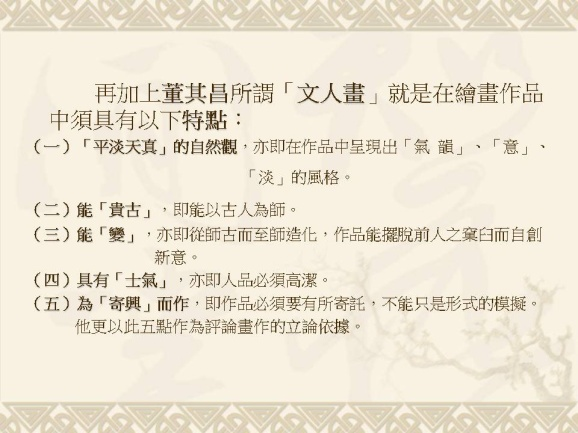 再加上董其昌所謂「文人畫」就是在繪畫作品
中須具有以下特點：
（一）「平淡天真」的自然觀，亦即在作品中呈現出「氣 韻」、「意」、
「淡」的風格。
（二）能「貴古」，即能以古人為師。
（三）能「變」，亦即從師古而至師造化，作品能擺脫前人之窠臼而自創
新意。
（四）具有「士氣」，亦即人品必須高潔。
（五）為「寄興」而作，即作品必須要有所寄託，不能只是形式的模擬。
他更以此五點作為評論畫作的立論依據。